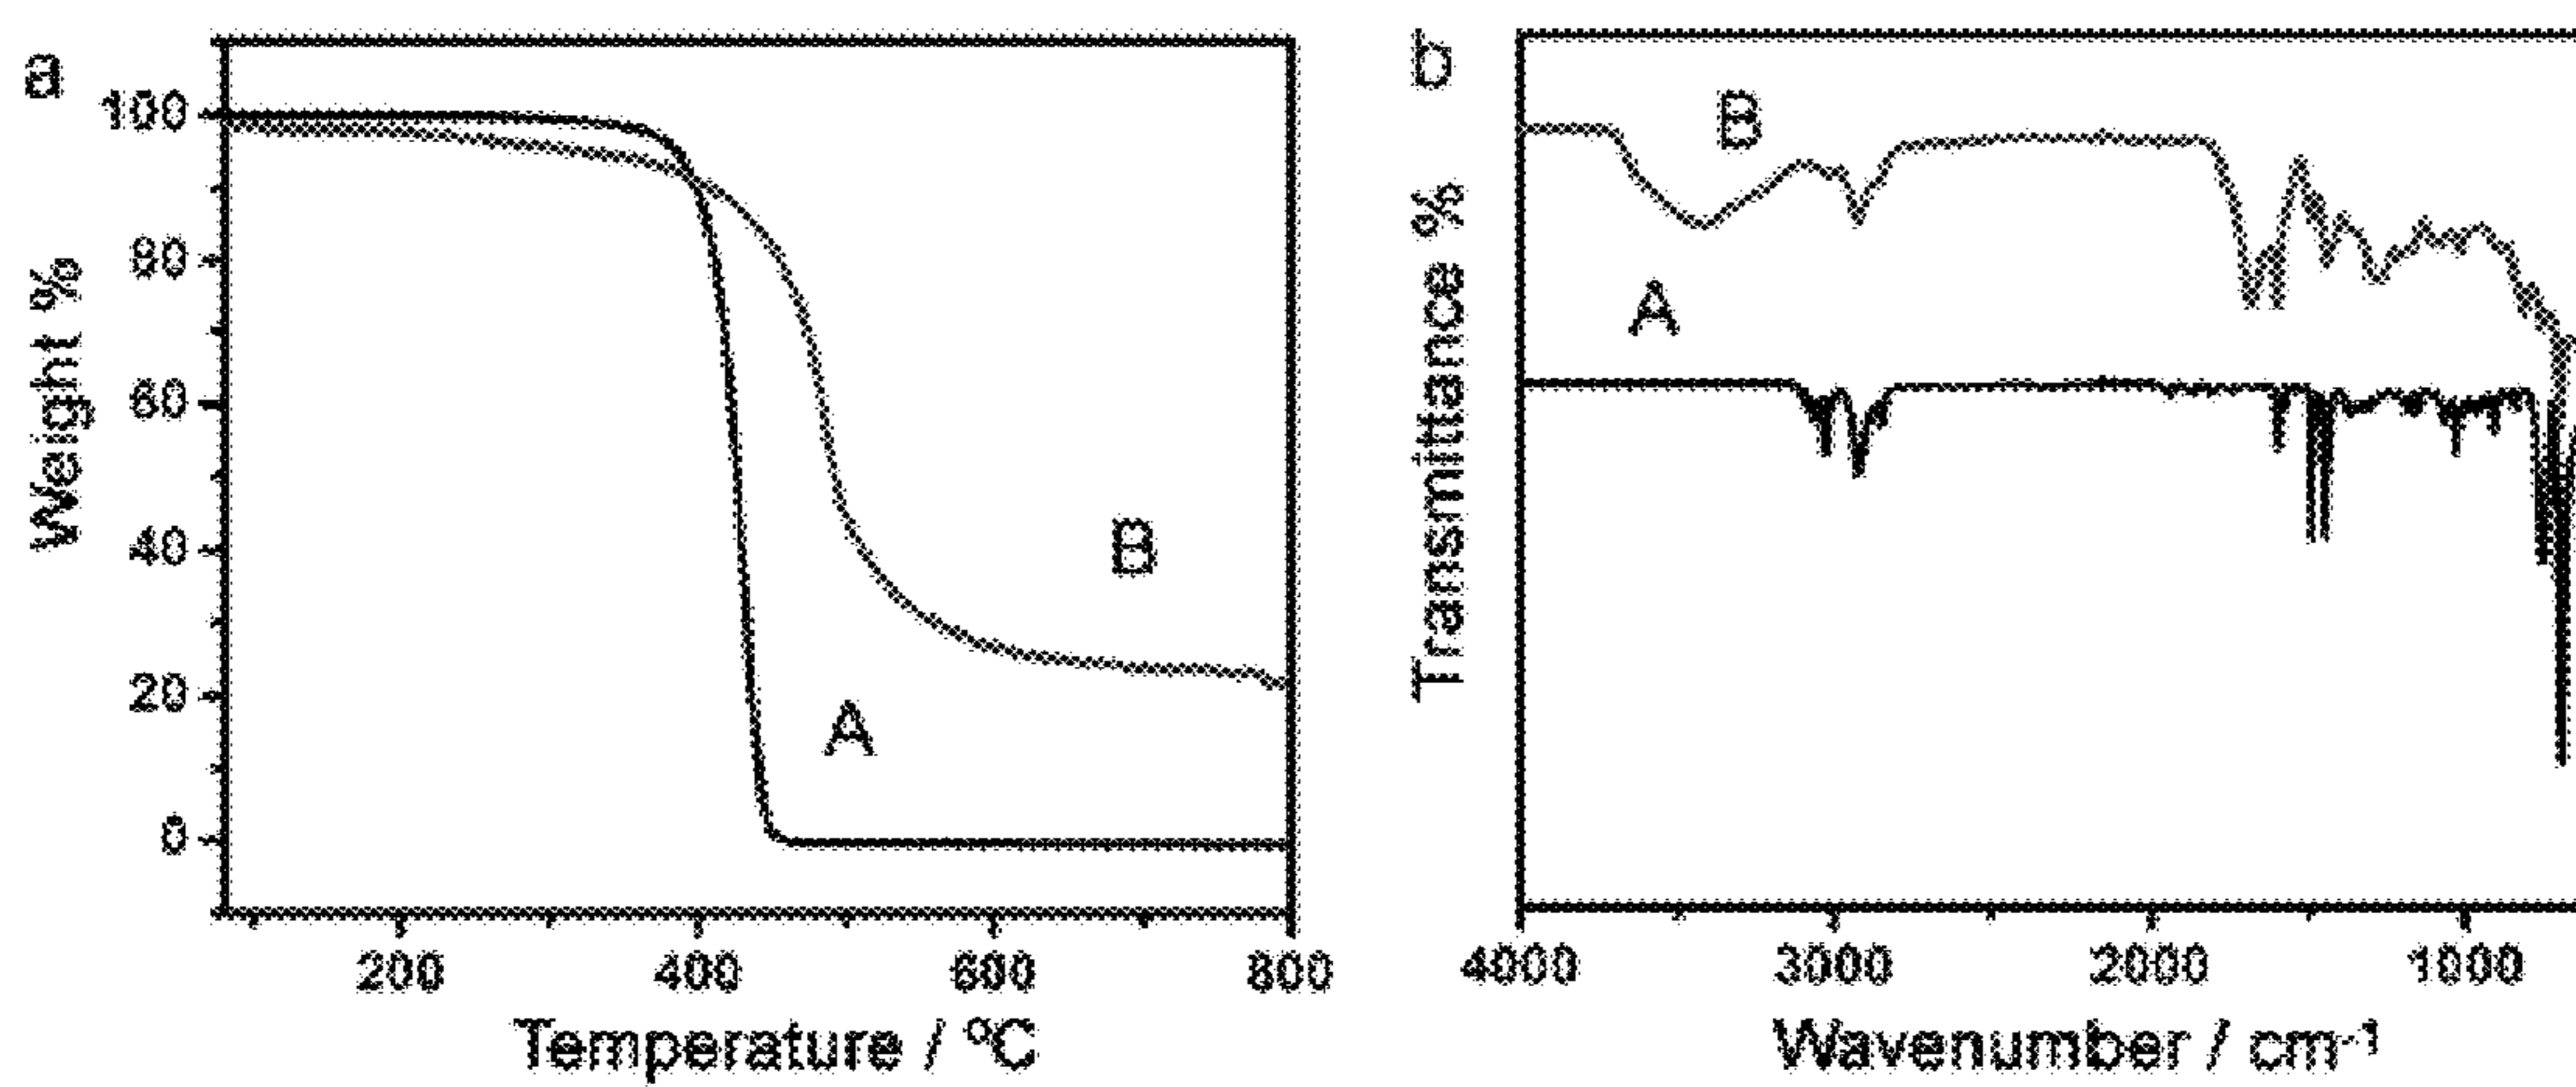 a
100
80
60
40
20
0
Weight %
A
B
200 400 600 800
Temperature / ºC
b
B
A
Transmittance %
4000 3000 2000 1000
Wavenumber / cm-1